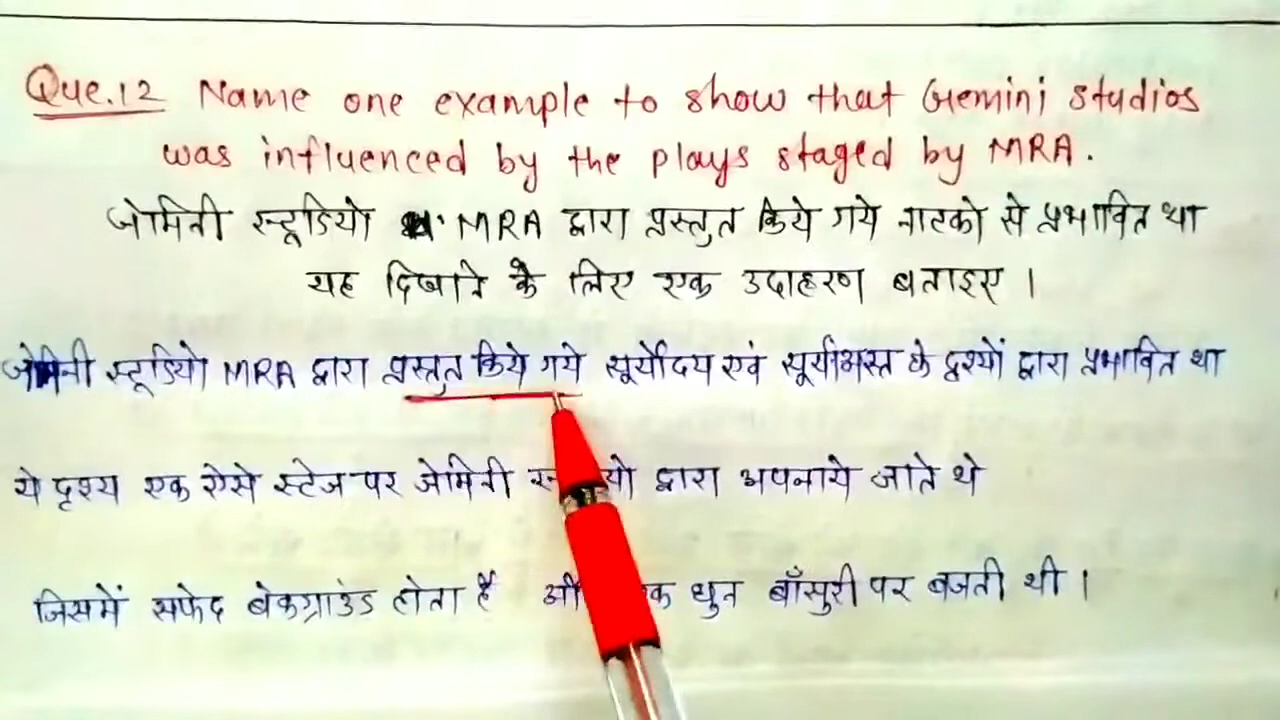 Que.12 Name one example to show that Gemini studios
was influenced by the plays staged by MRA.
जेमिनी स्टूडियो MRA द्वारा प्रस्तुत किये गये नाटको से प्रभावित था
यह दिखाने के लिए एक उदाहरण बताइए ।
जेमिनी स्टूडियो MRA द्वारा प्रस्तुत किये गये सूर्योदय एवं सूर्यअस्त के दृश्यों द्वारा प्रभावित था
ये दृश्य एक ऐसे स्टेज पर जेमिनी द्वारा अपनाये जाते थे
जिसमें सफेद बेकग्राउंड होता है धुन बाँसुरी पर बजती थी ।